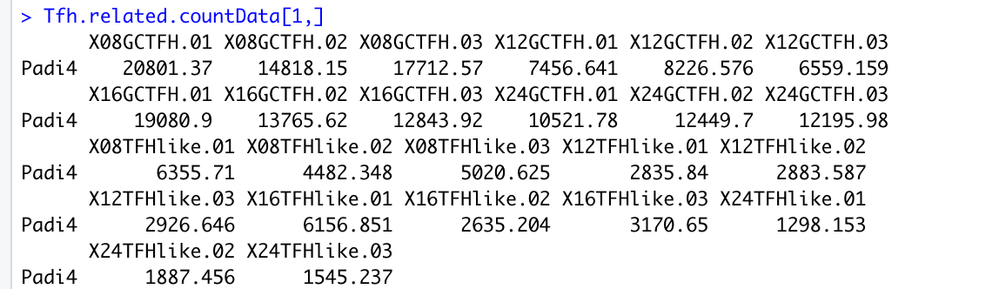 > Tfh.related.countData[1,]
X08GCTFH.01 X08GCTFH.02 X08GCTFH.03 X12GCTFH.01 X12GCTFH.02 X12GCTFH.03
Padi4 20801.37 14818.15 17712.57 7456.641 8226.576 6559.159
X16GCTFH.01 X16GCTFH.02 X16GCTFH.03 X24GCTFH.01 X24GCTFH.02 X24GCTFH.03
Padi4 19080.9 13765.62 12843.92 10521.78 12449.7 12195.98
X08TFHlike.01 X08TFHlike.02 X08TFHlike.03 X12TFHlike.01 X12TFHlike.02
Padi4 6355.71 4482.348 5020.625 2835.84 2883.587
X12TFHlike.03 X16TFHlike.01 X16TFHlike.02 X16TFHlike.03 X24TFHlike.01
Padi4 2926.646 6156.851 2635.204 3170.65 1298.153
X24TFHlike.02 X24TFHlike.03
Padi4 1887.456 1545.237